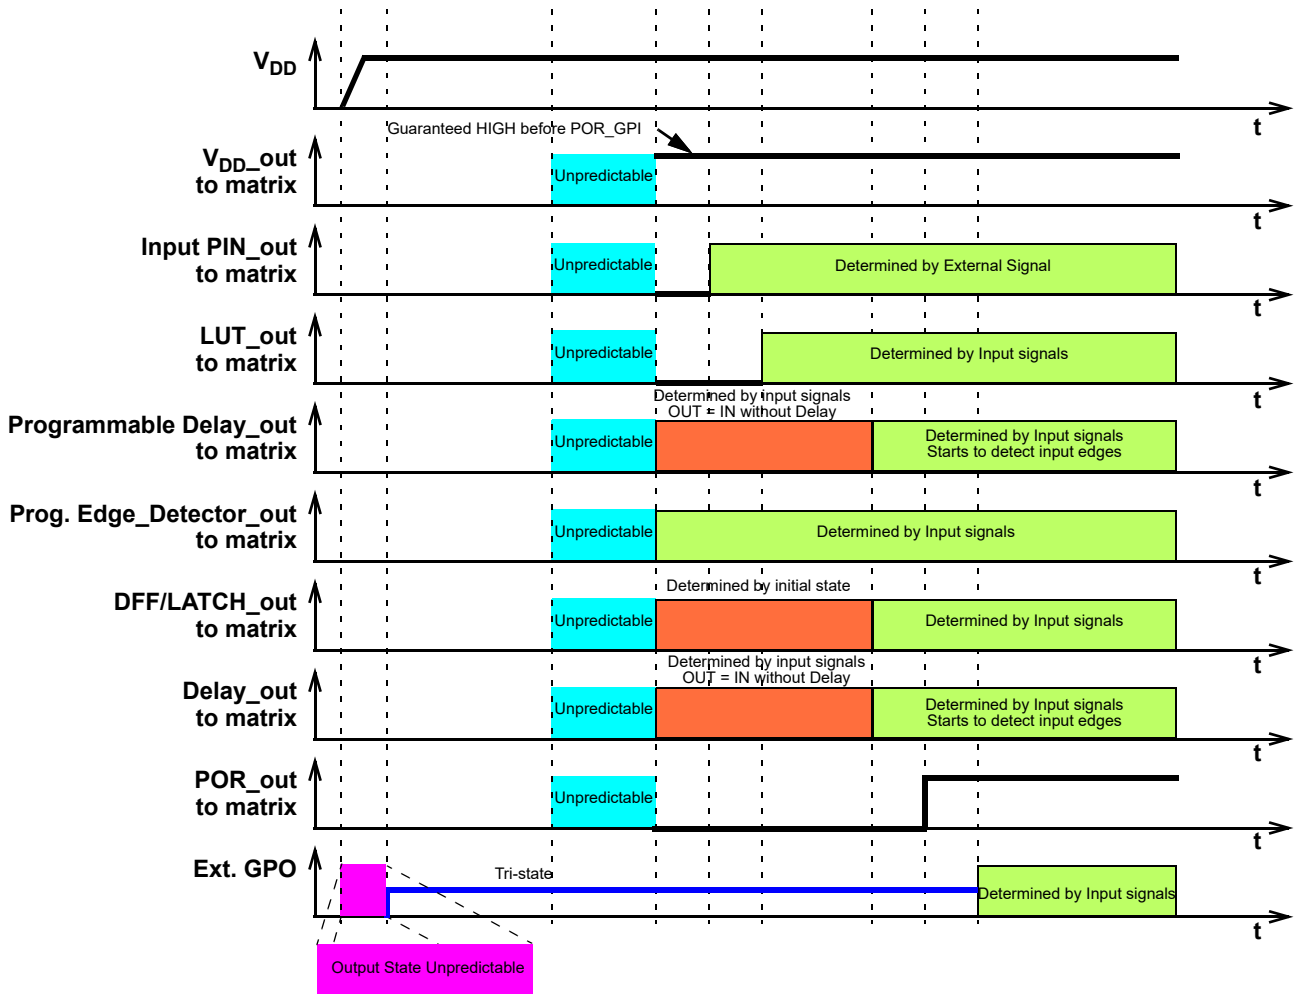 VDD
t
Guaranteed HIGH before POR_GPI
VDD_out
to matrix
Unpredictable
t
Input PIN_out
to matrix
Unpredictable
Determined by External Signal
t
LUT_out
to matrix
Unpredictable
Determined by Input signals
t
Determined by input signals
OUT = IN without Delay
Programmable Delay_out
to matrix
Unpredictable
Determined by Input signals
Starts to detect input edges
t
Prog. Edge_Detector_out
to matrix
Unpredictable
Determined by Input signals
t
Determined by initial state
DFF/LATCH_out
to matrix
Unpredictable
Determined by Input signals
t
Determined by input signals
OUT = IN without Delay
Delay_out
to matrix
Unpredictable
Determined by Input signals
Starts to detect input edges
t
POR_out
to matrix
Unpredictable
t
Ext. GPO
Tri-state
Determined by Input signals
t
Output State Unpredictable